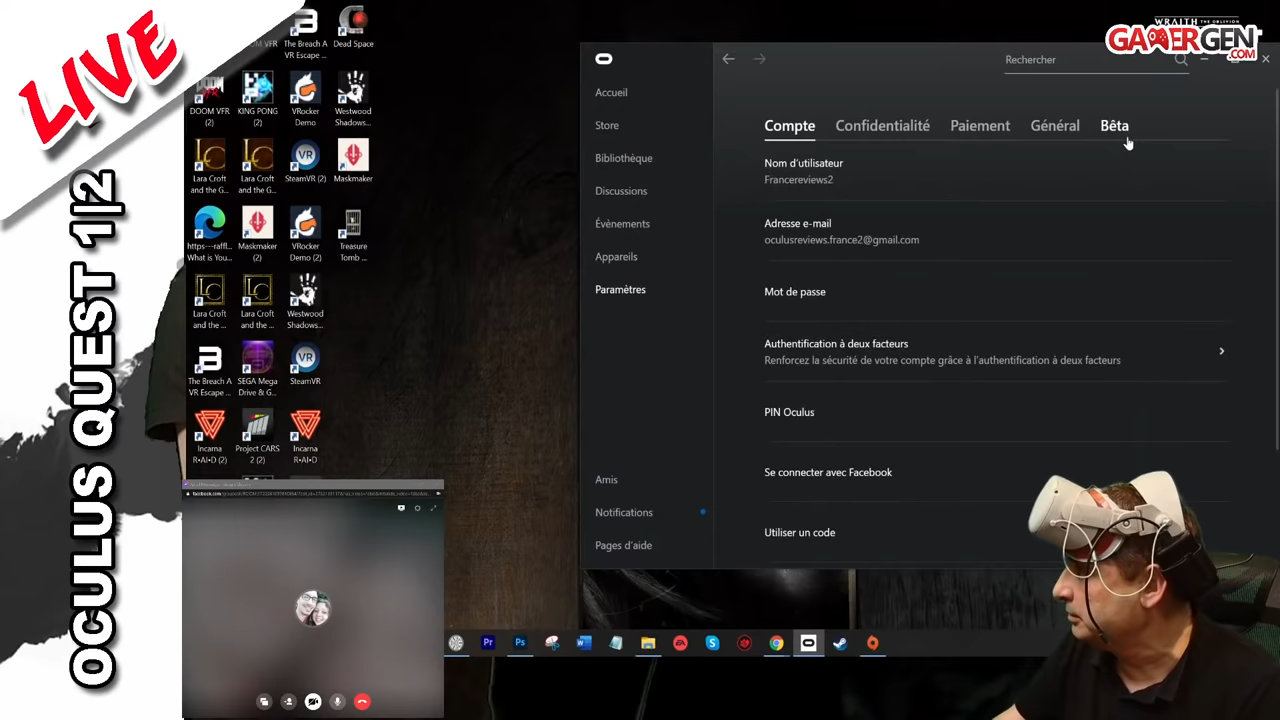 LIVE
OCULUS QUEST 1|2
WRAITH THE OBLIVION
GAMERGEN
.COM
DOOM VFR
The Breach A
VR Escape ...
Dead Space
DOOM VFR
(2)
KING PONG
(2)
VRocker
Demo
Westwood
Shadows...
Lara Croft
and the G...
Lara Croft
and the G...
SteamVR (2)
Maskmaker
https---raffl...
What is You...
Maskmaker
(2)
VRocker
Demo (2)
Treasure
Tomb ...
Lara Croft
and the ...
Lara Croft
and the ...
Westwood
Shadows...
The Breach A
VR Escape ...
SEGA Mega
Drive & G...
SteamVR
Incarna
R•AI•D (2)
Project CARS
2 (2)
Incarna
R•AI•D
Accueil
Store
Bibliothèque
Discussions
Évènements
Appareils
Paramètres
Amis
Notifications
Pages d'aide
Rechercher
Compte Confidentialité Paiement Général Bêta
Nom d'utilisateur
Francereviews2
Adresse e-mail
oculusreviews.france2@gmail.com
Mot de passe
Authentification à deux facteurs
Renforcez la sécurité de votre compte grâce à l'authentification à deux facteurs
PIN Oculus
Se connecter avec Facebook
Utiliser un code